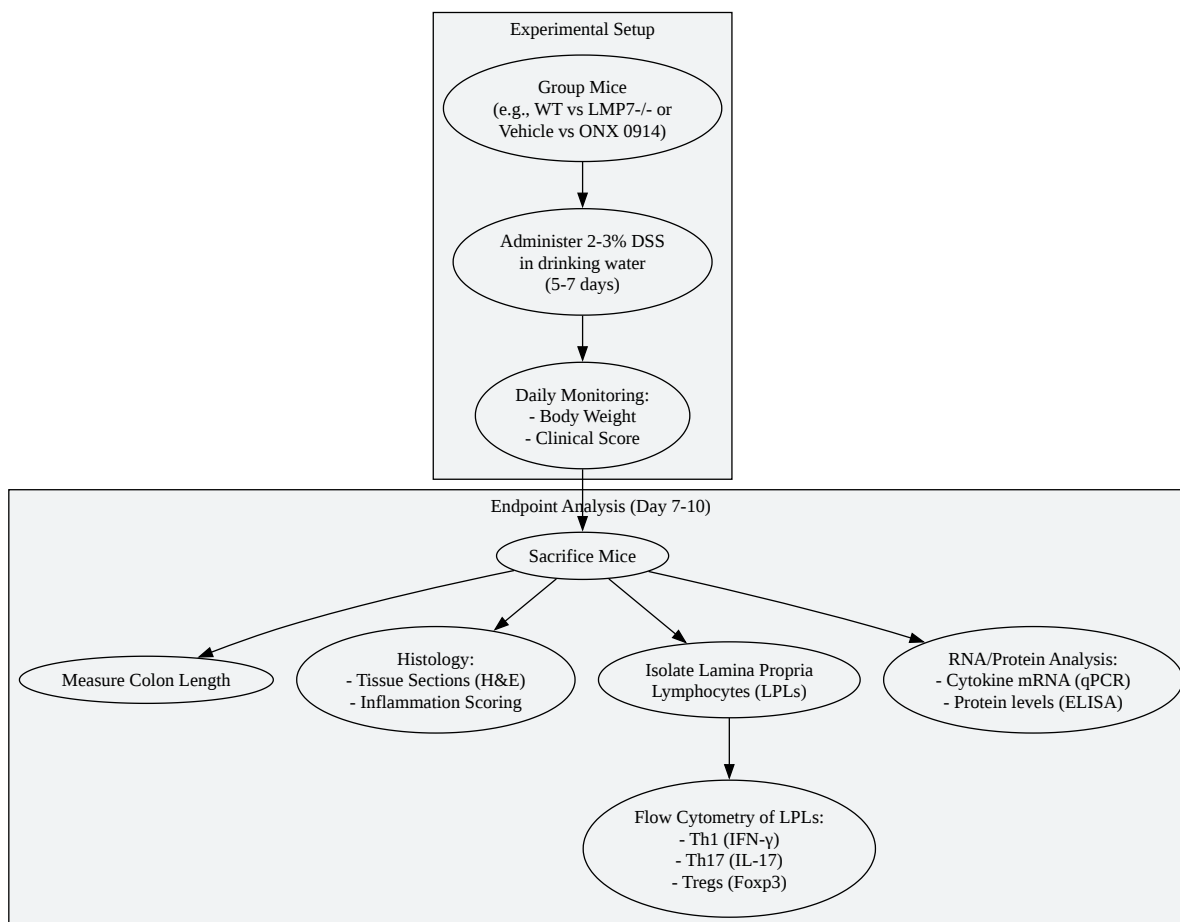 Experimental Setup
Group Mice
(e.g., WT vs LMP7-/- or
Vehicle vs ONX 0914)
Administer 2-3% DSS
in drinking water
(5-7 days)
Daily Monitoring:
- Body Weight
- Clinical Score
Endpoint Analysis (Day 7-10)
Sacrifice Mice
Measure Colon Length
Histology:
- Tissue Sections (H&E)
- Inflammation Scoring
Isolate Lamina Propria
Lymphocytes (LPLs)
RNA/Protein Analysis:
- Cytokine mRNA (qPCR)
- Protein levels (ELISA)
Flow Cytometry of LPLs:
- Th1 (IFN-γ)
- Th17 (IL-17)
- Tregs (Foxp3)